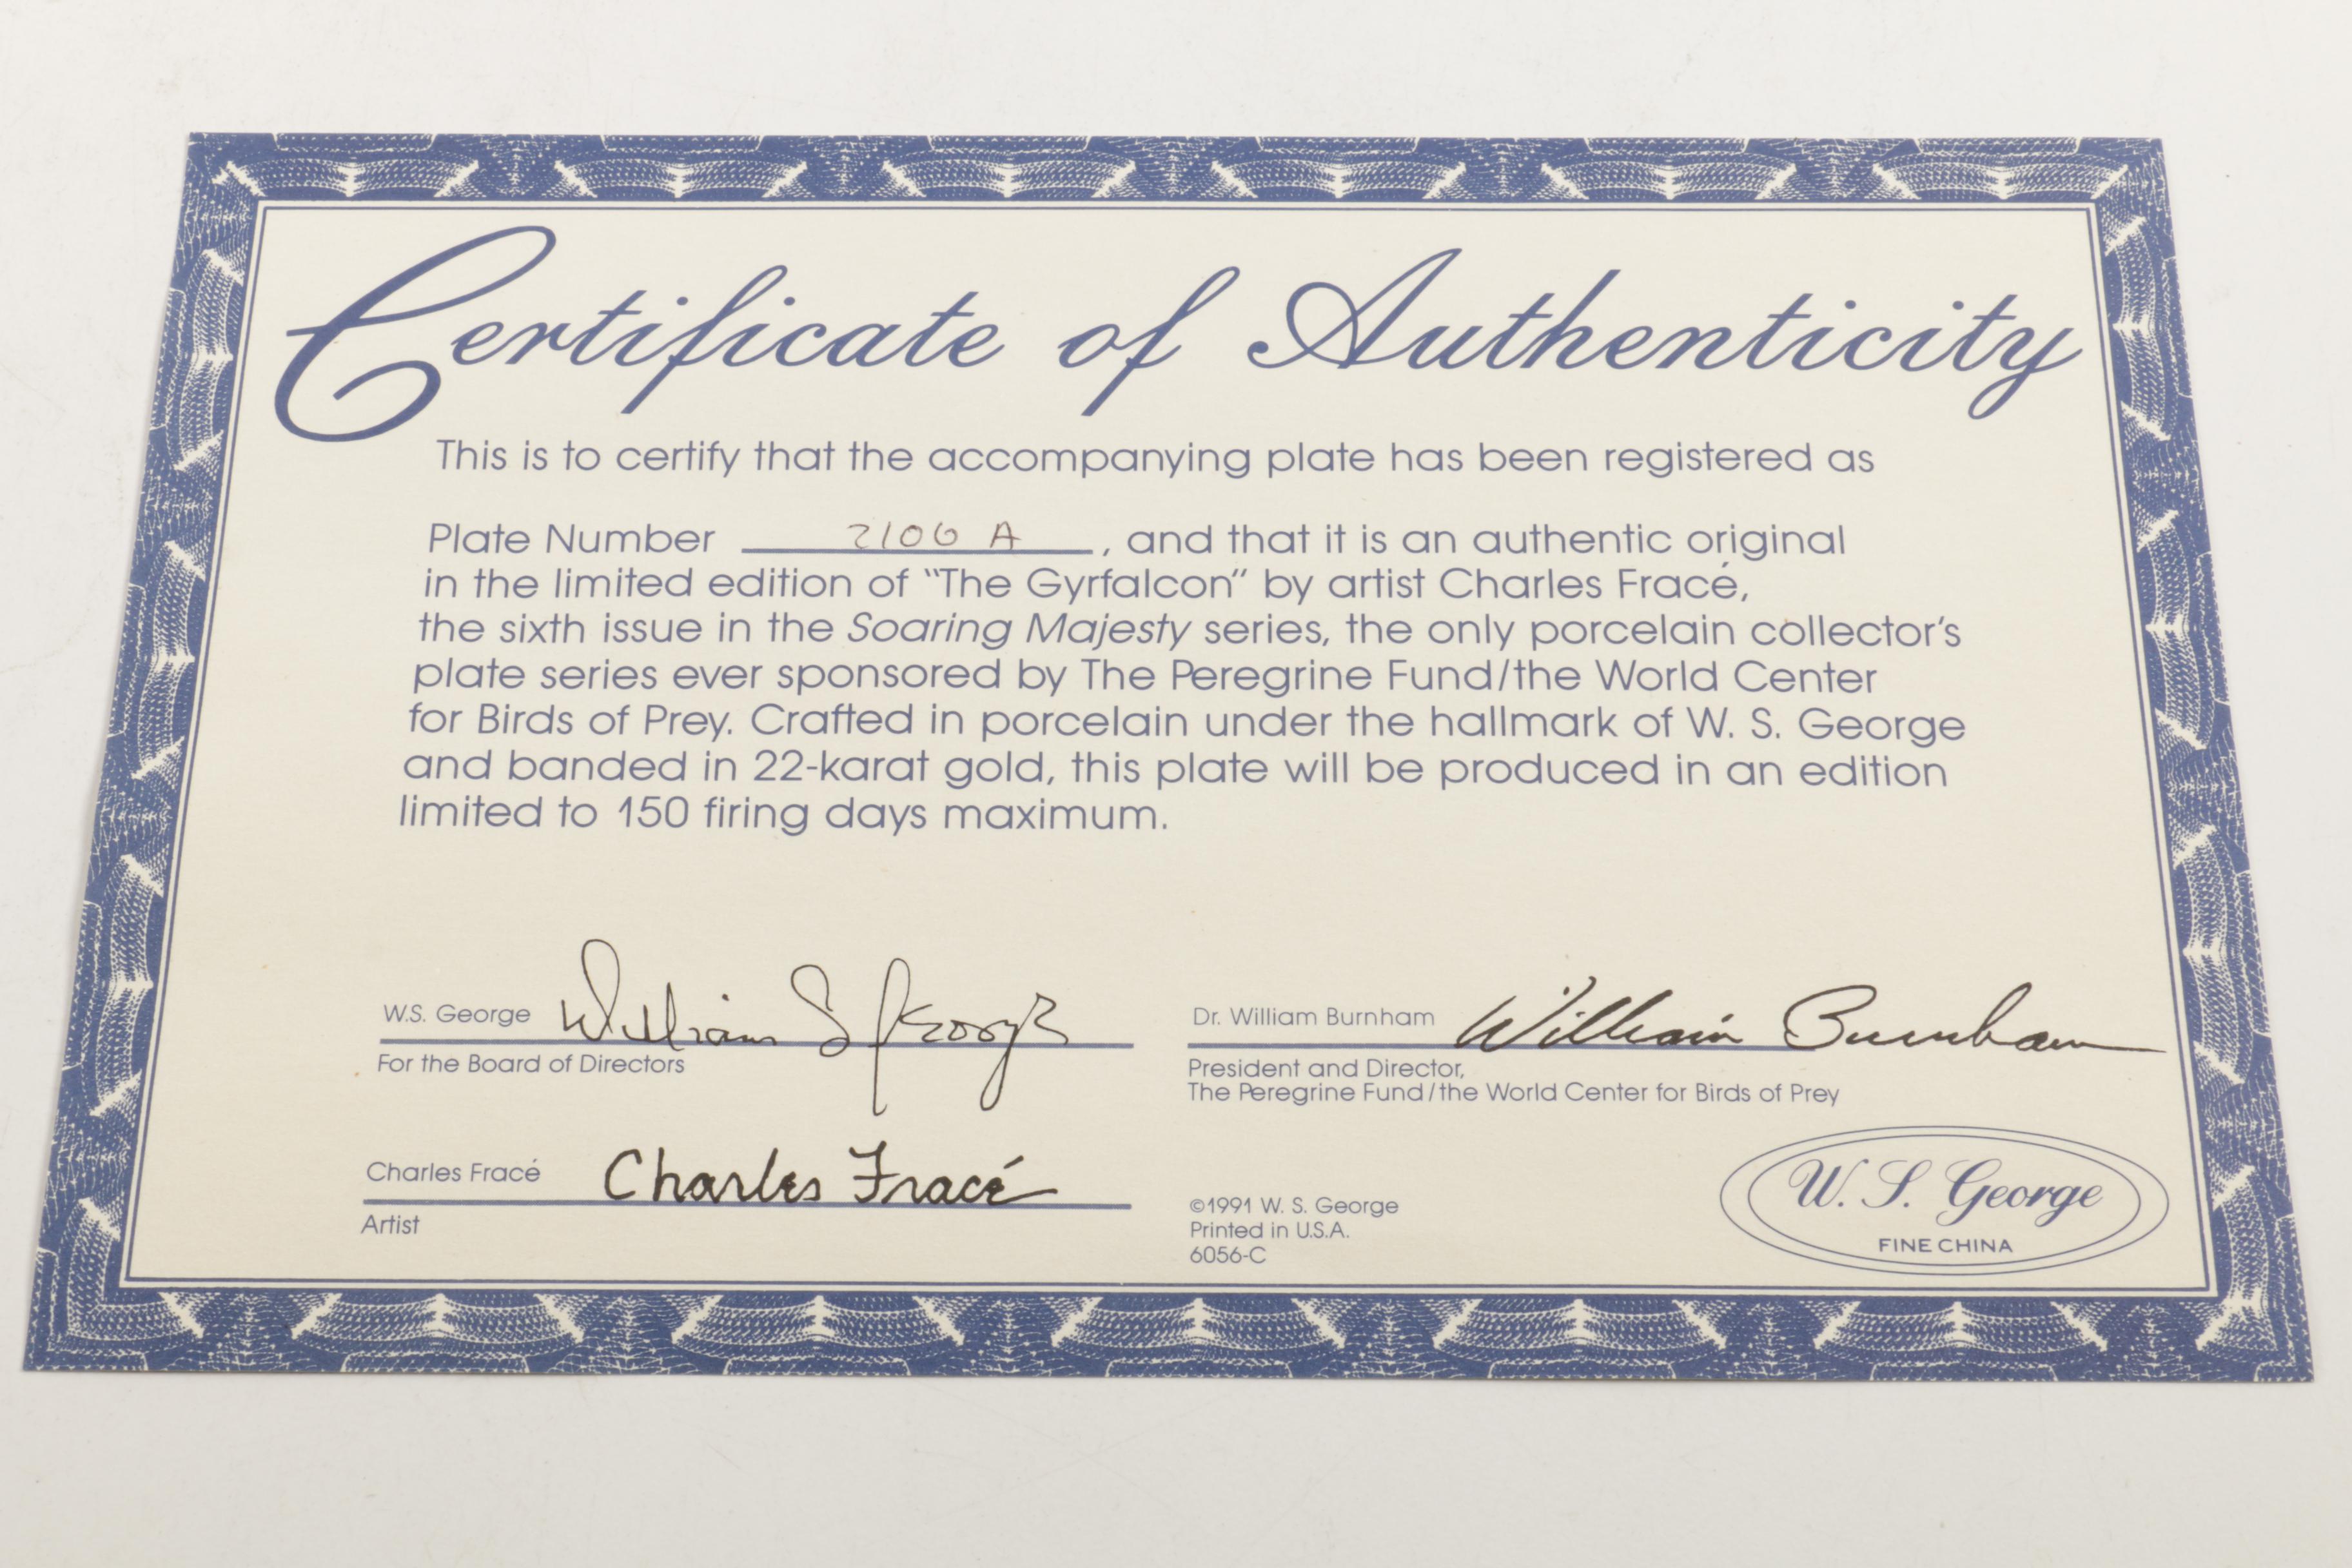 Certificate of Authenticity
This is to certify that the accompanying plate has been registered as
Plate Number 2106 A, and that it is an authentic original
in the limited edition of "The Gyrfalcon" by artist Charles Fracé,
the sixth issue in the Soaring Majesty series, the only porcelain collector's
plate series ever sponsored by The Peregrine Fund/the World Center
for Birds of Prey. Crafted in porcelain under the hallmark of W. S. George
and banded in 22-karat gold, this plate will be produced in an edition
limited to 150 firing days maximum.
W.S. George William S George
For the Board of Directors
Dr. William Burnham William Burnham
President and Director,
The Peregrine Fund/the World Center for Birds of Prey
Charles Fracé Charles Fracé
Artist
©1991 W. S. George
Printed in U.S.A.
6056-C
W. S. George
FINE CHINA